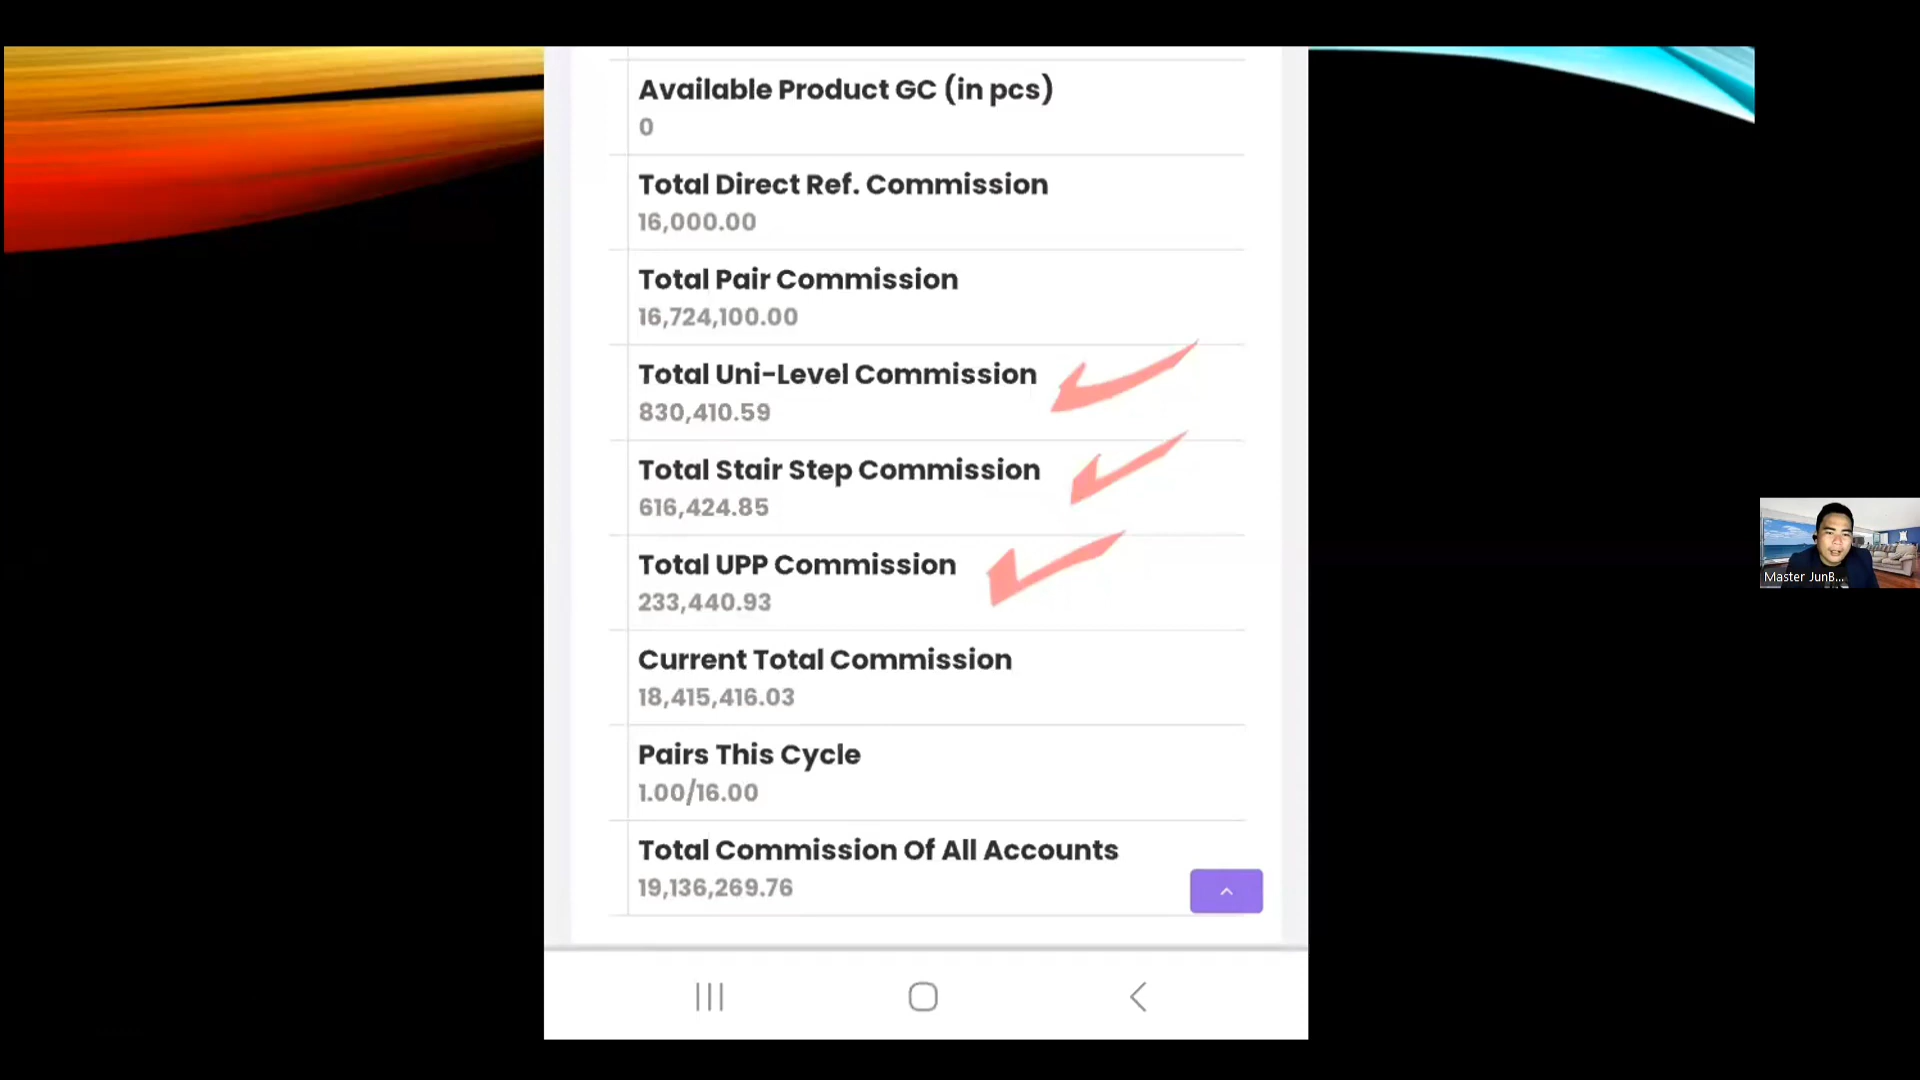 Available Product GC (in pcs)
0
Total Direct Ref. Commission
16,000.00
Total Pair Commission
16,724,100.00
Total Uni-Level Commission
830,410.59
Total Stair Step Commission
616,424.85
Total UPP Commission
233,440.93
Current Total Commission
18,415,416.03
Pairs This Cycle
1.00/16.00
Total Commission Of All Accounts
19,136,269.76
Master JunB...